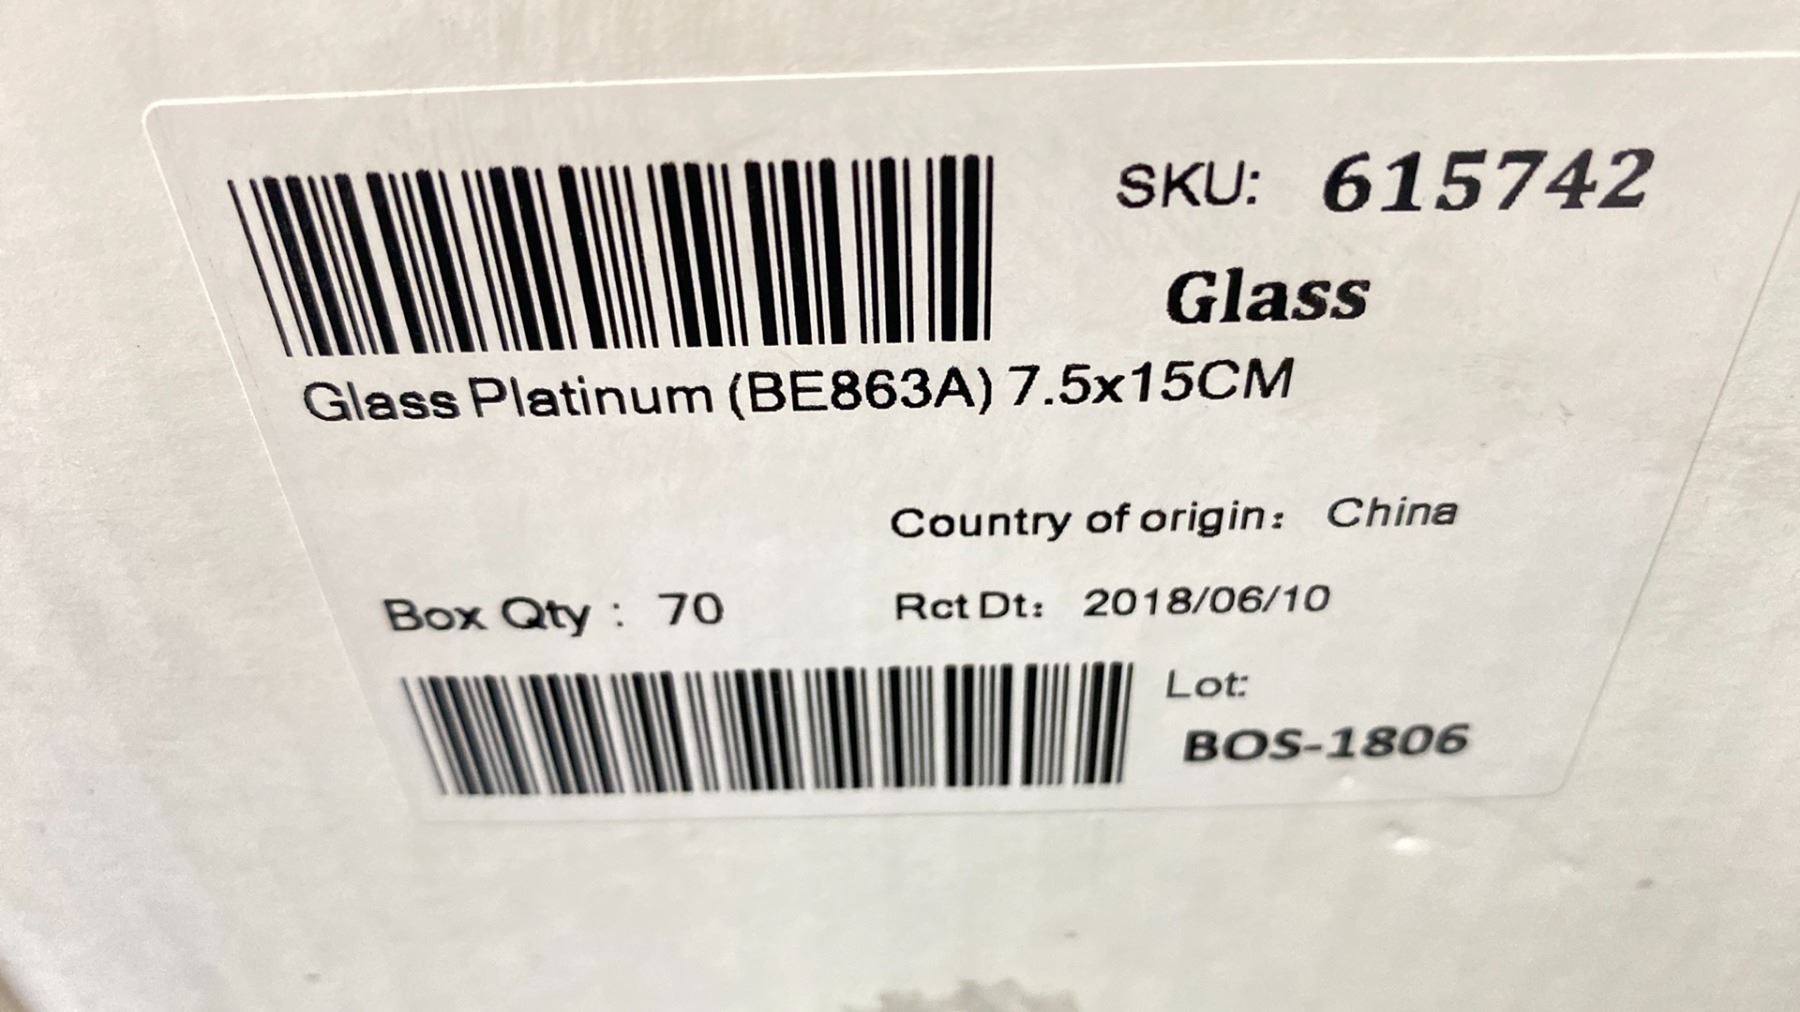 SKU: 615742
Glass
Glass Platinum (BE863A) 7.5x15CM
Country of origin: China
Box Qty : 70
Rct Dt: 2018/06/10
Lot:
BOS-1806